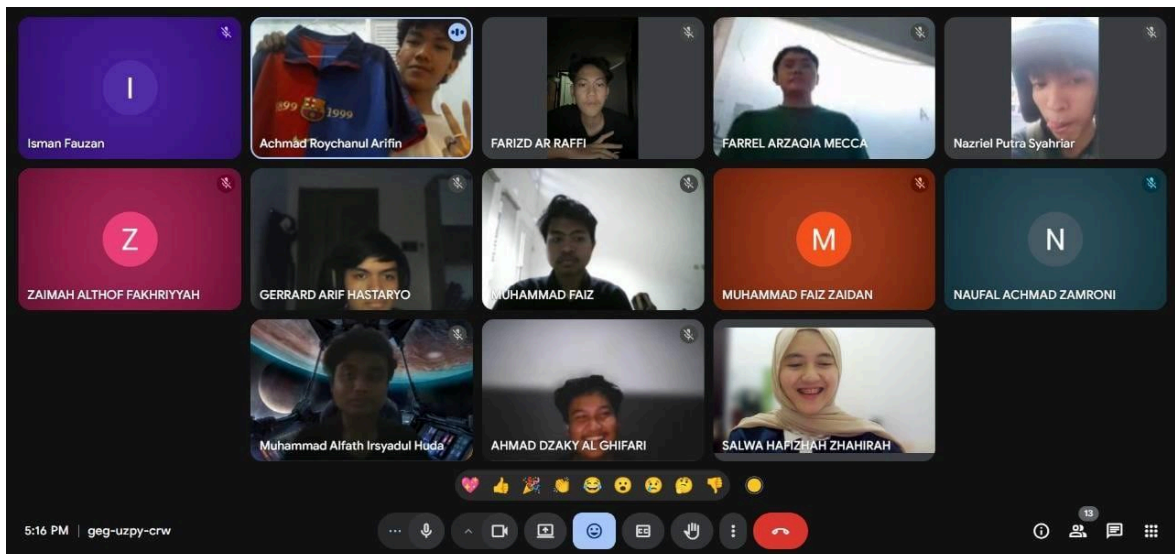 I
Isman Fauzan
1899 1999
Achmad Roychanul Arifin
FARIZD AR RAFFI
FARREL ARZAQIA MECCA
Nazriel Putra Syahriar
Z
ZAIMAH ALTHOF FAKHRIYYAH
GERRARD ARIF HASTARYO
MUHAMMAD FAIZ
M
MUHAMMAD FAIZ ZAIDAN
N
NAUFAL ACHMAD ZAMRONI
Muhammad Alfath Irsyadul Huda
AHMAD DZAKY AL GHIFARI
SALWA HAFIZHAH ZHAHIRAH
5:16 PM | geg-uzpy-crw
13